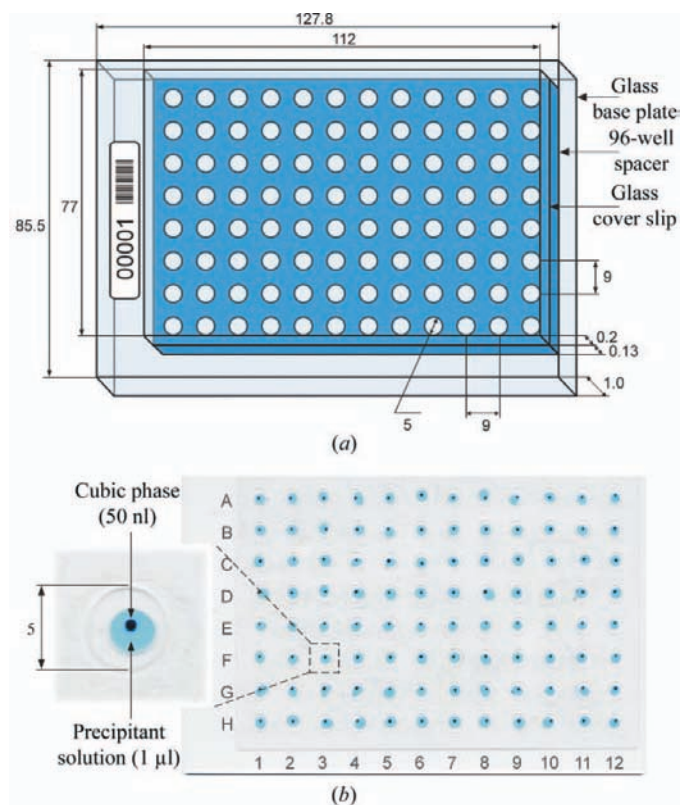 127.8
112
Glass
base plate
96-well
spacer
Glass
cover slip
85.5
77
00001
9
0.2
0.13
1.0
5
9
(a)
Cubic phase
(50 nl)
5
Precipitant
solution (1 µl)
A
B
C
D
E
F
G
H
1 2 3 4 5 6 7 8 9 10 11 12
(b)